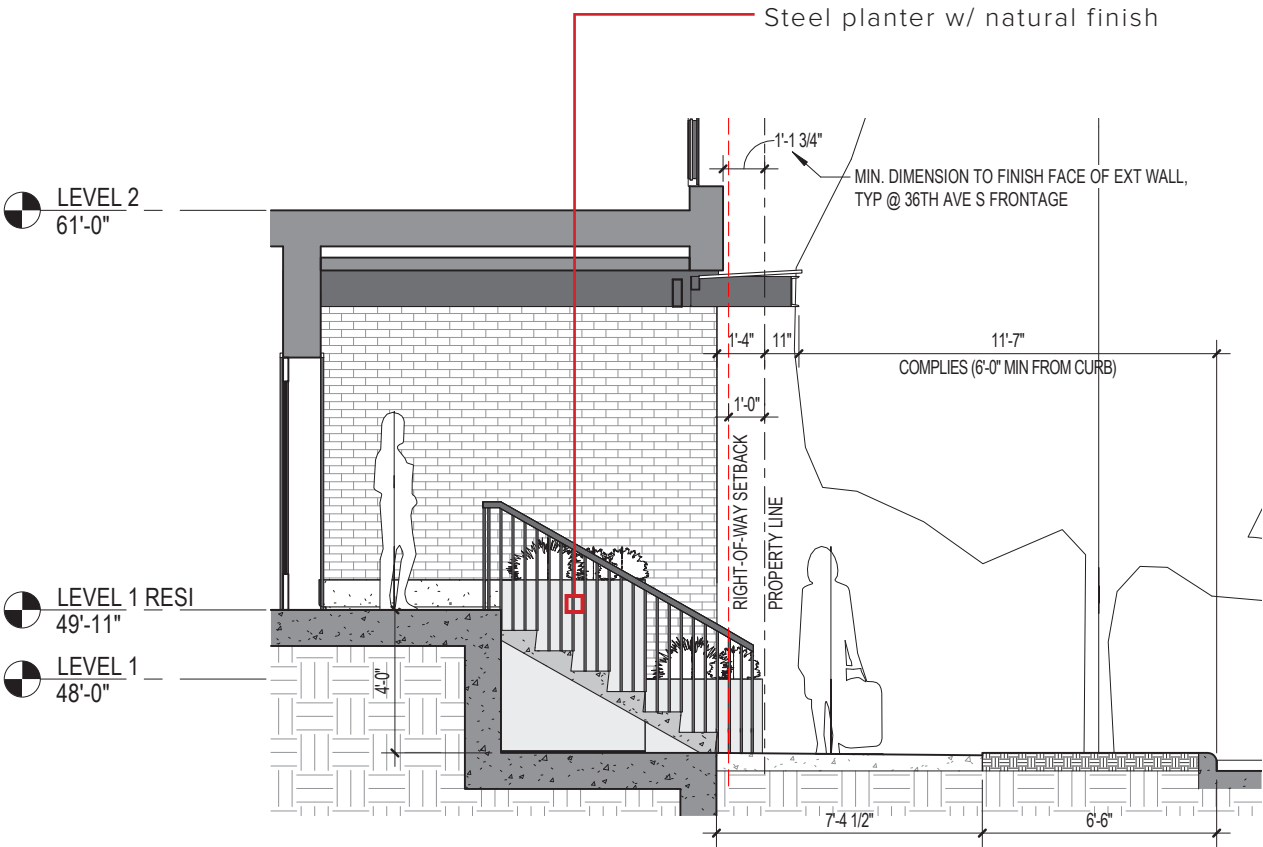 Steel planter w/ natural finish
1'-1 3/4"
MIN. DIMENSION TO FINISH FACE OF EXT WALL,
TYP @ 36TH AVE S FRONTAGE
LEVEL 2
61'-0"
1'-4"
11"
11'-7"
COMPLIES (6'-0" MIN FROM CURB)
1'-0"
RIGHT-OF-WAY SETBACK
PROPERTY LINE
LEVEL 1 RESI
49'-11"
LEVEL 1
48'-0"
4'-0"
7'-4 1/2"
6'-6"